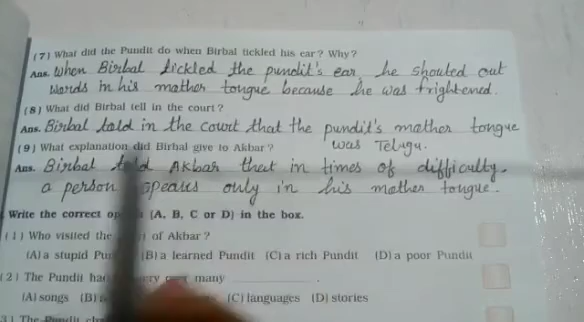 (7) What did the Pundit do when Birbal tickled his ear? Why?
Ans. When Birbal tickled the pundit's ear, he shouted out
words in his mother tongue because he was frightened.
(8) What did Birbal tell in the court?
Ans. Birbal told in the court that the pundit's mother tongue
was Telugu.
(9) What explanation did Birbal give to Akbar?
Ans. Birbal told Akbar that in times of difficulty,
a person speaks only in his mother tongue.
Write the correct (A, B, C or D) in the box.
(1) Who visited the of Akbar?
(A) a stupid (B) a learned Pundit (C) a rich Pundit (D) a poor Pundit
(2) The Pundit many
(A) songs (B) (C) languages (D) stories
3) The Pundit